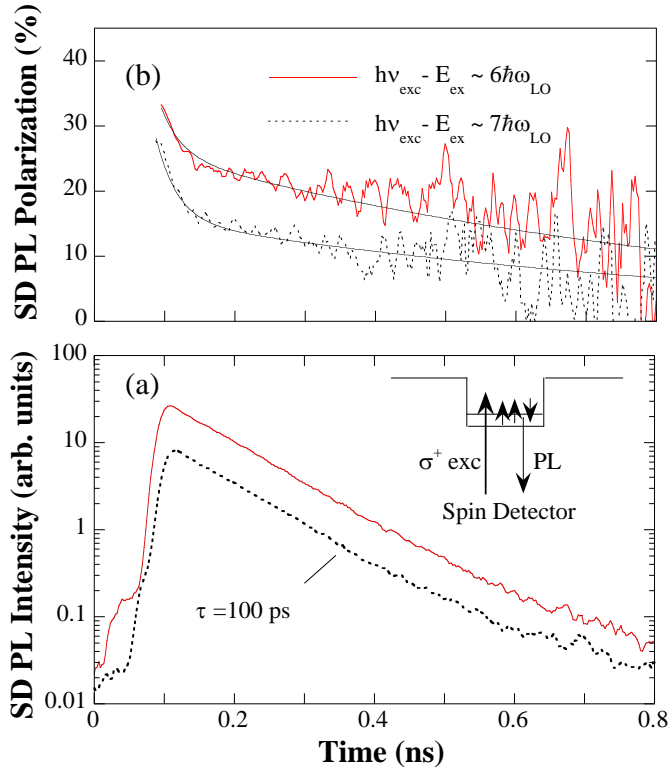 SD PL Polarization (%)
40
30
20
10
0
(b)
hν_exc - E_ex ~ 6ħω_LO
hν_exc - E_ex ~ 7ħω_LO
SD PL Intensity (arb. units)
100
10
1
0.1
0.01
(a)
σ+ exc
PL
Spin Detector
τ =100 ps
0
0.2
0.4
0.6
0.8
Time (ns)